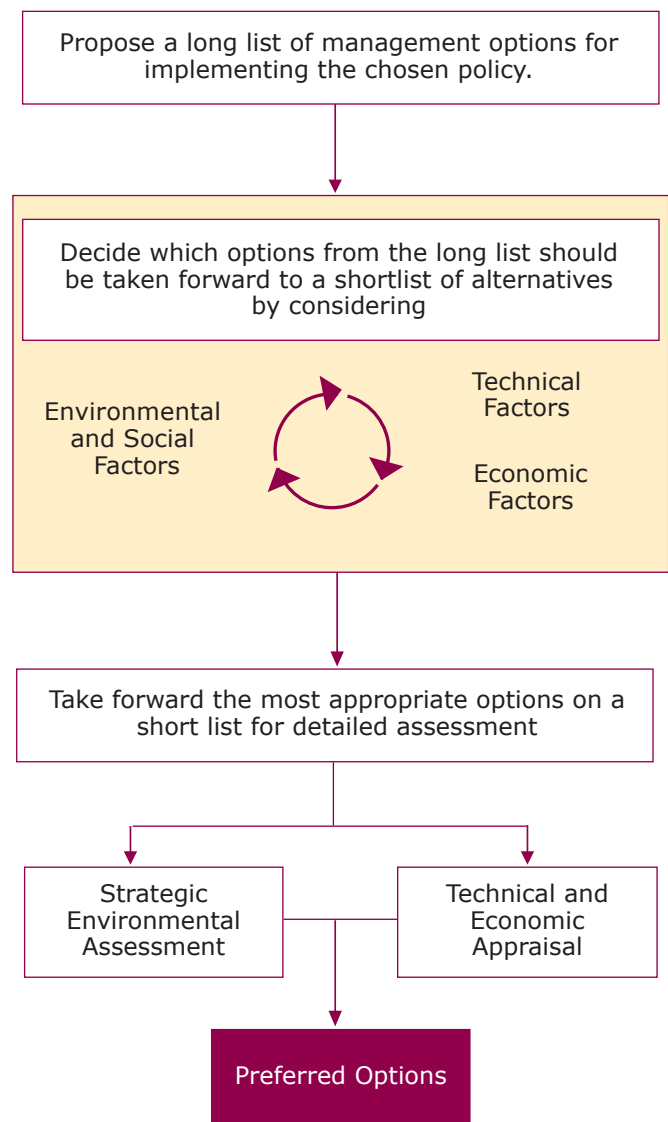 Propose a long list of management options for
implementing the chosen policy.
Decide which options from the long list should
be taken forward to a shortlist of alternatives
by considering
Environmental
and Social
Factors
Technical
Factors
Economic
Factors
Take forward the most appropriate options on a
short list for detailed assessment
Strategic
Environmental
Assessment
Technical and
Economic
Appraisal
Preferred Options